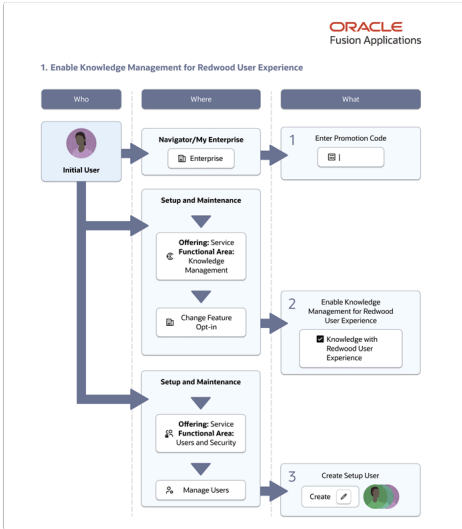 ORACLE
Fusion Applications
1. Enable Knowledge Management for Redwood User Experience
Who
Where
What
Initial User
Navigator/My Enterprise
Enterprise
1
Enter Promotion Code
Setup and Maintenance
Offering: Service
Functional Area:
Knowledge
Management
Change Feature
Opt-in
2
Enable Knowledge
Management for Redwood
User Experience
Knowledge with
Redwood User
Experience
Setup and Maintenance
Offering: Service
Functional Area:
Users and Security
Manage Users
3
Create Setup User
Create